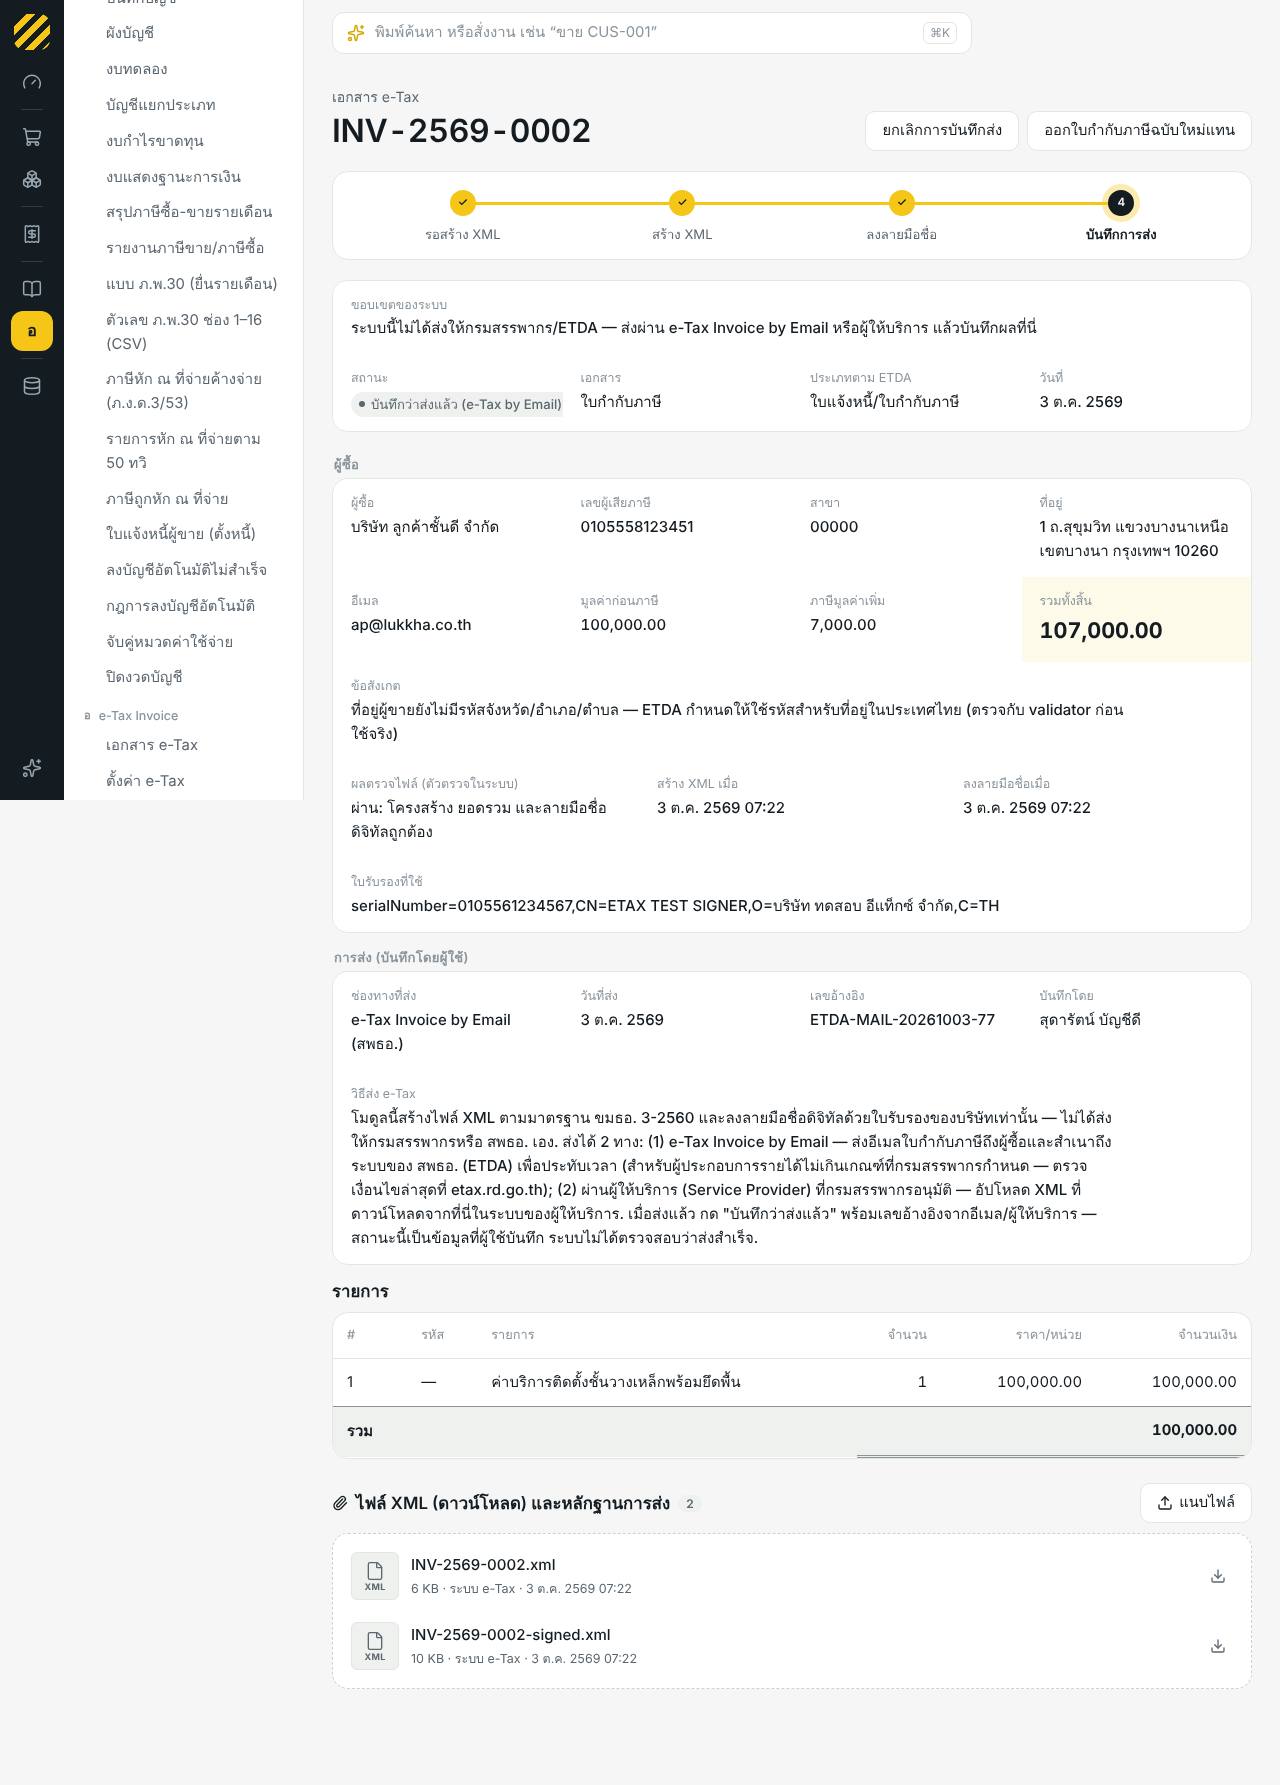 ผังบัญชี
งบทดลอง
บัญชีแยกประเภท
งบกำไรขาดทุน
งบแสดงฐานะการเงิน
สรุปภาษีซื้อ-ขายรายเดือน
รายงานภาษีขาย/ภาษีซื้อ
แบบ ภ.พ.30 (ยื่นรายเดือน)
ตัวเลข ภ.พ.30 ช่อง 1–16
(CSV)
ภาษีหัก ณ ที่จ่ายค้างจ่าย
(ภ.ง.ด.3/53)
รายการหัก ณ ที่จ่ายตาม
50 ทวิ
ภาษีถูกหัก ณ ที่จ่าย
ใบแจ้งหนี้ผู้ขาย (ตั้งหนี้)
ลงบัญชีอัตโนมัติไม่สำเร็จ
กฎการลงบัญชีอัตโนมัติ
จับคู่หมวดค่าใช้จ่าย
ปิดงวดบัญชี
อ e-Tax Invoice
เอกสาร e-Tax
ตั้งค่า e-Tax
อ
พิมพ์ค้นหา หรือสั่งงาน เช่น “ขาย CUS-001” ⌘K
เอกสาร e-Tax
INV-2569-0002
ยกเลิกการบันทึกส่ง ออกใบกำกับภาษีฉบับใหม่แทน
4
รอสร้าง XML สร้าง XML ลงลายมือชื่อ บันทึกการส่ง
ขอบเขตของระบบ
ระบบนี้ไม่ได้ส่งให้กรมสรรพากร/ETDA — ส่งผ่าน e-Tax Invoice by Email หรือผู้ให้บริการ แล้วบันทึกผลที่นี่
สถานะ เอกสาร ประเภทตาม ETDA วันที่
บันทึกว่าส่งแล้ว (e-Tax by Email) ใบกำกับภาษี ใบแจ้งหนี้/ใบกำกับภาษี 3 ต.ค. 2569
ผู้ซื้อ
ผู้ซื้อ เลขผู้เสียภาษี สาขา ที่อยู่
บริษัท ลูกค้าชั้นดี จำกัด 0105558123451 00000 1 ถ.สุขุมวิท แขวงบางนาเหนือ
เขตบางนา กรุงเทพฯ 10260
อีเมล มูลค่าก่อนภาษี ภาษีมูลค่าเพิ่ม รวมทั้งสิ้น
ap@lukkha.co.th 100,000.00 7,000.00 107,000.00
ข้อสังเกต
ที่อยู่ผู้ขายยังไม่มีรหัสจังหวัด/อำเภอ/ตำบล — ETDA กำหนดให้ใช้รหัสสำหรับที่อยู่ในประเทศไทย (ตรวจกับ validator ก่อน
ใช้จริง)
ผลตรวจไฟล์ (ตัวตรวจในระบบ) สร้าง XML เมื่อ ลงลายมือชื่อเมื่อ
ผ่าน: โครงสร้าง ยอดรวม และลายมือชื่อ 3 ต.ค. 2569 07:22 3 ต.ค. 2569 07:22
ดิจิทัลถูกต้อง
ใบรับรองที่ใช้
serialNumber=0105561234567,CN=ETAX TEST SIGNER,O=บริษัท ทดสอบ อีแท็กซ์ จำกัด,C=TH
การส่ง (บันทึกโดยผู้ใช้)
ช่องทางที่ส่ง วันที่ส่ง เลขอ้างอิง บันทึกโดย
e-Tax Invoice by Email 3 ต.ค. 2569 ETDA-MAIL-20261003-77 สุดารัตน์ บัญชีดี
(สพธอ.)
วิธีส่ง e-Tax
โมดูลนี้สร้างไฟล์ XML ตามมาตรฐาน ขมธอ. 3-2560 และลงลายมือชื่อดิจิทัลด้วยใบรับรองของบริษัทเท่านั้น — ไม่ได้ส่ง
ให้กรมสรรพากรหรือ สพธอ. เอง. ส่งได้ 2 ทาง: (1) e-Tax Invoice by Email — ส่งอีเมลใบกำกับภาษีถึงผู้ซื้อและสำเนาถึง
ระบบของ สพธอ. (ETDA) เพื่อประทับเวลา (สำหรับผู้ประกอบการรายได้ไม่เกินเกณฑ์ที่กรมสรรพากรกำหนด — ตรวจ
เงื่อนไขล่าสุดที่ etax.rd.go.th); (2) ผ่านผู้ให้บริการ (Service Provider) ที่กรมสรรพากรอนุมัติ — อัปโหลด XML ที่
ดาวน์โหลดจากที่นี่ในระบบของผู้ให้บริการ. เมื่อส่งแล้ว กด "บันทึกว่าส่งแล้ว" พร้อมเลขอ้างอิงจากอีเมล/ผู้ให้บริการ —
สถานะนี้เป็นข้อมูลที่ผู้ใช้บันทึก ระบบไม่ได้ตรวจสอบว่าส่งสำเร็จ.
รายการ
# รหัส รายการ จำนวน ราคา/หน่วย จำนวนเงิน
1 — ค่าบริการติดตั้งชั้นวางเหล็กพร้อมยึดพื้น 1 100,000.00 100,000.00
รวม 100,000.00
ไฟล์ XML (ดาวน์โหลด) และหลักฐานการส่ง 2 แนบไฟล์
INV-2569-0002.xml
XML 6 KB · ระบบ e-Tax · 3 ต.ค. 2569 07:22
INV-2569-0002-signed.xml
XML 10 KB · ระบบ e-Tax · 3 ต.ค. 2569 07:22